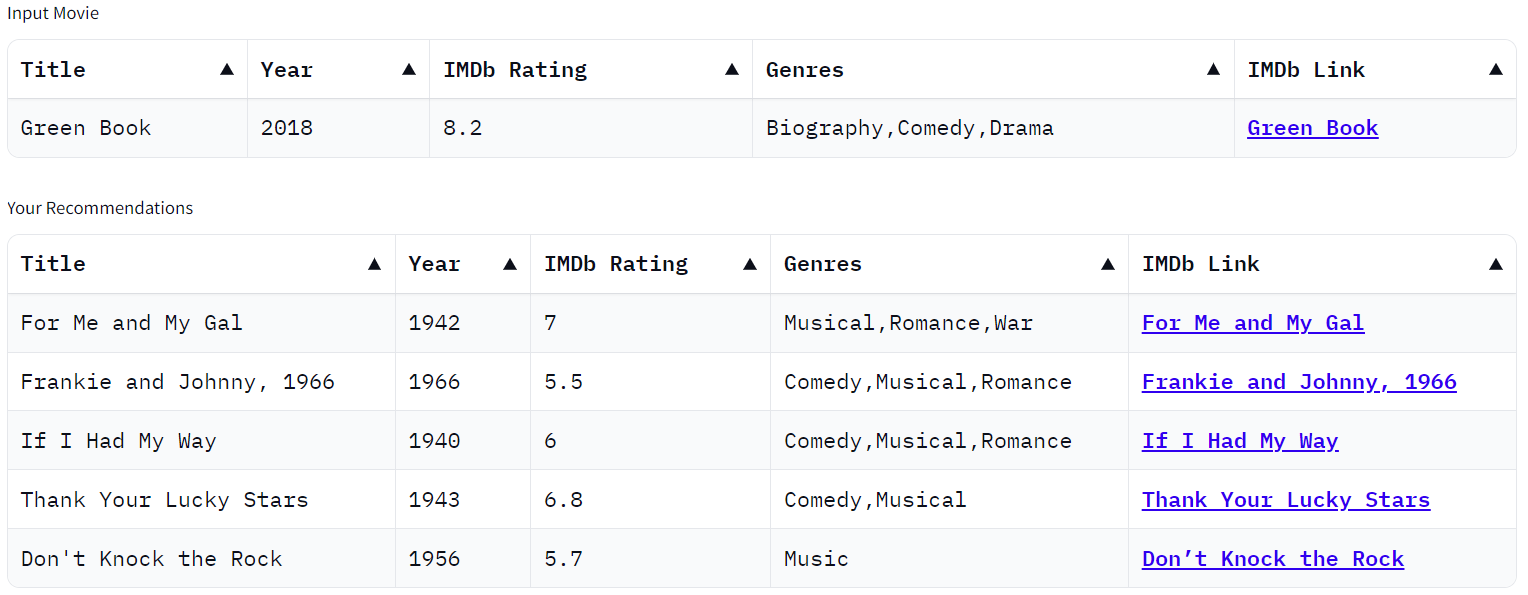 Input Movie
Title ▲ Year ▲ IMDb Rating ▲ Genres ▲ IMDb Link ▲
Green Book 2018 8.2 Biography,Comedy,Drama Green Book
Your Recommendations
Title ▲ Year ▲ IMDb Rating ▲ Genres ▲ IMDb Link ▲
For Me and My Gal 1942 7 Musical,Romance,War For Me and My Gal
Frankie and Johnny, 1966 1966 5.5 Comedy,Musical,Romance Frankie and Johnny, 1966
If I Had My Way 1940 6 Comedy,Musical,Romance If I Had My Way
Thank Your Lucky Stars 1943 6.8 Comedy,Musical Thank Your Lucky Stars
Don't Knock the Rock 1956 5.7 Music Don’t Knock the Rock